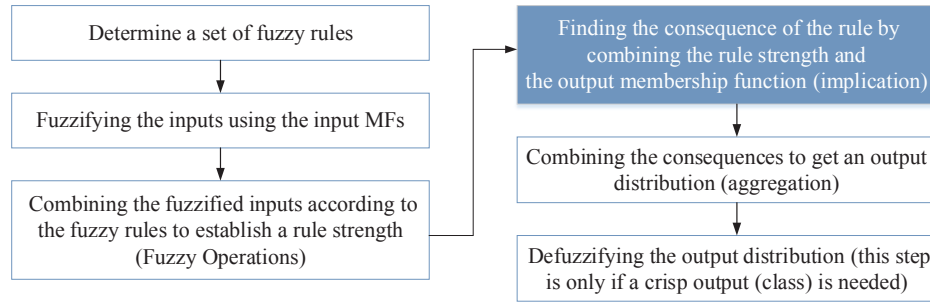 Determine a set of fuzzy rules
Fuzzifying the inputs using the input MFs
Combining the fuzzified inputs according to
the fuzzy rules to establish a rule strength
(Fuzzy Operations)
Finding the consequence of the rule by
combining the rule strength and
the output membership function (implication)
Combining the consequences to get an output
distribution (aggregation)
Defuzzifying the output distribution (this step
is only if a crisp output (class) is needed)